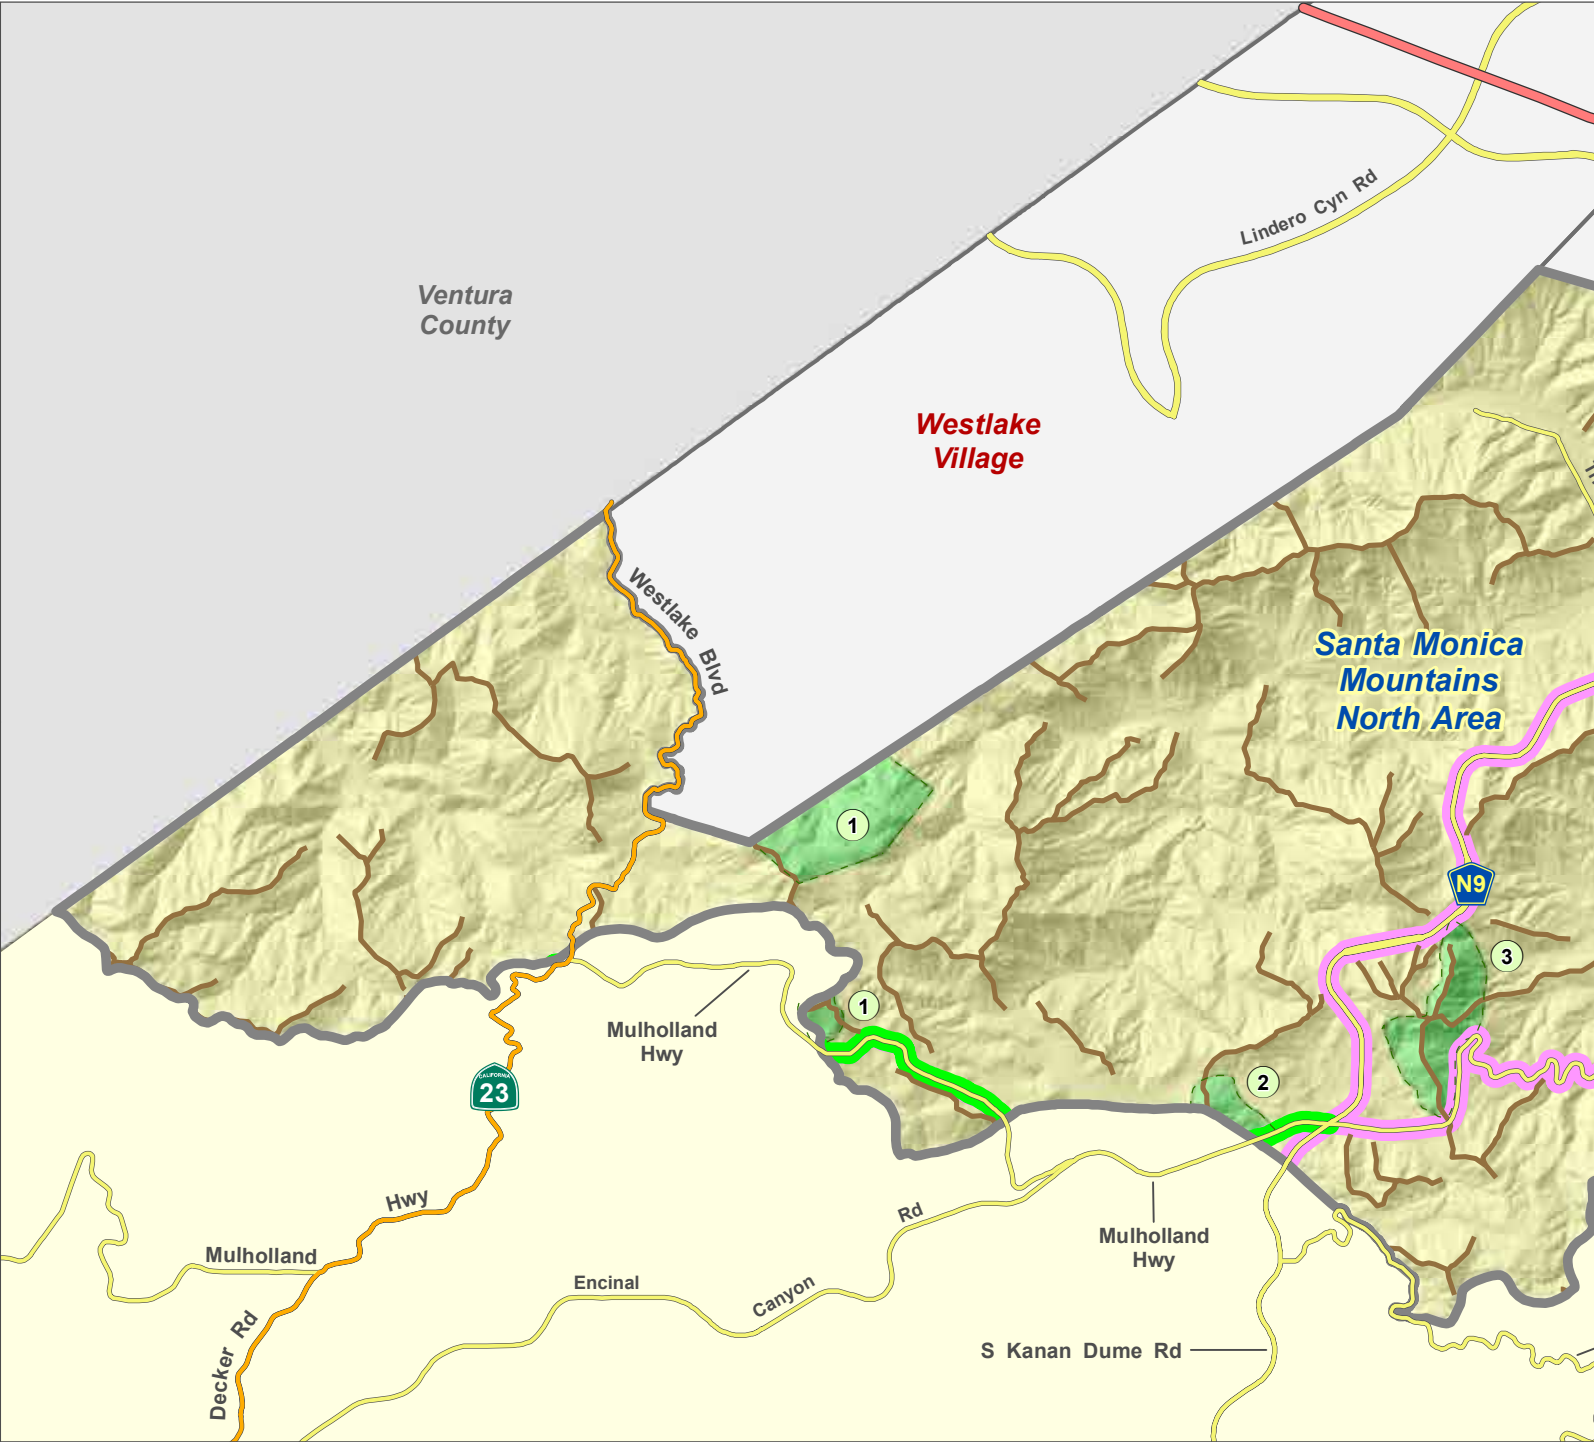 Lindero Cyn Rd
Ventura
County
Westlake
Village
Westlake Blvd
Santa Monica
Mountains
North Area
1
N9
3
1
Mulholland
Hwy
2
CALIFORNIA
23
Hwy
Rd
Mulholland
Hwy
Mulholland
Encinal
Canyon
S Kanan Dume Rd
Decker Rd